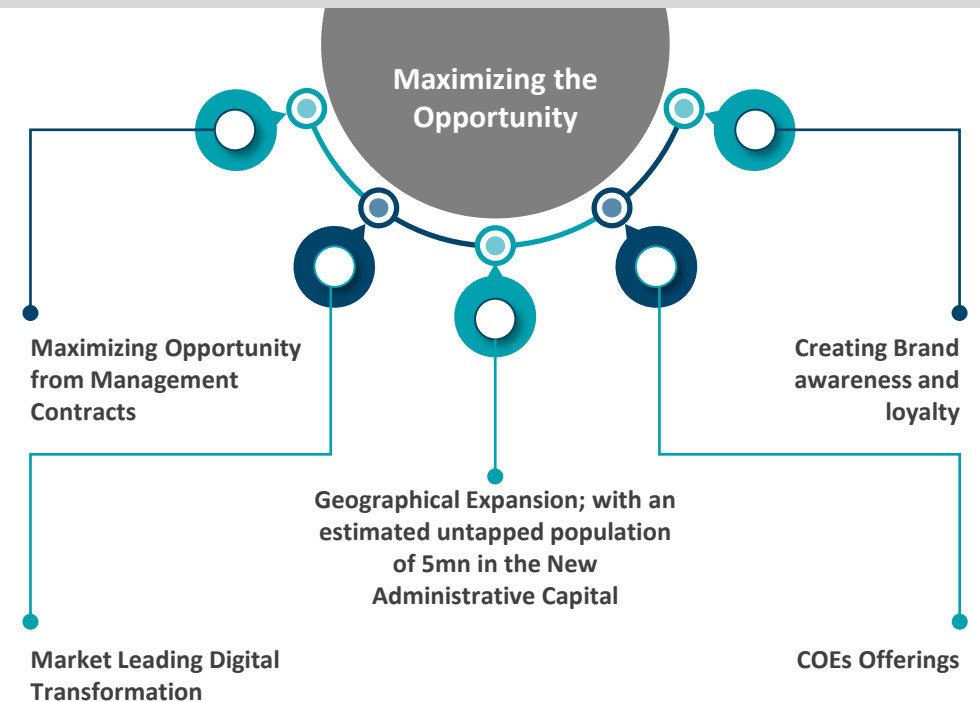 Maximizing the
Opportunity
Maximizing Opportunity
from Management
Contracts
Creating Brand
awareness and
loyalty
Geographical Expansion; with an
estimated untapped population
of 5mn in the New
Administrative Capital
Market Leading Digital
Transformation
COEs Offerings